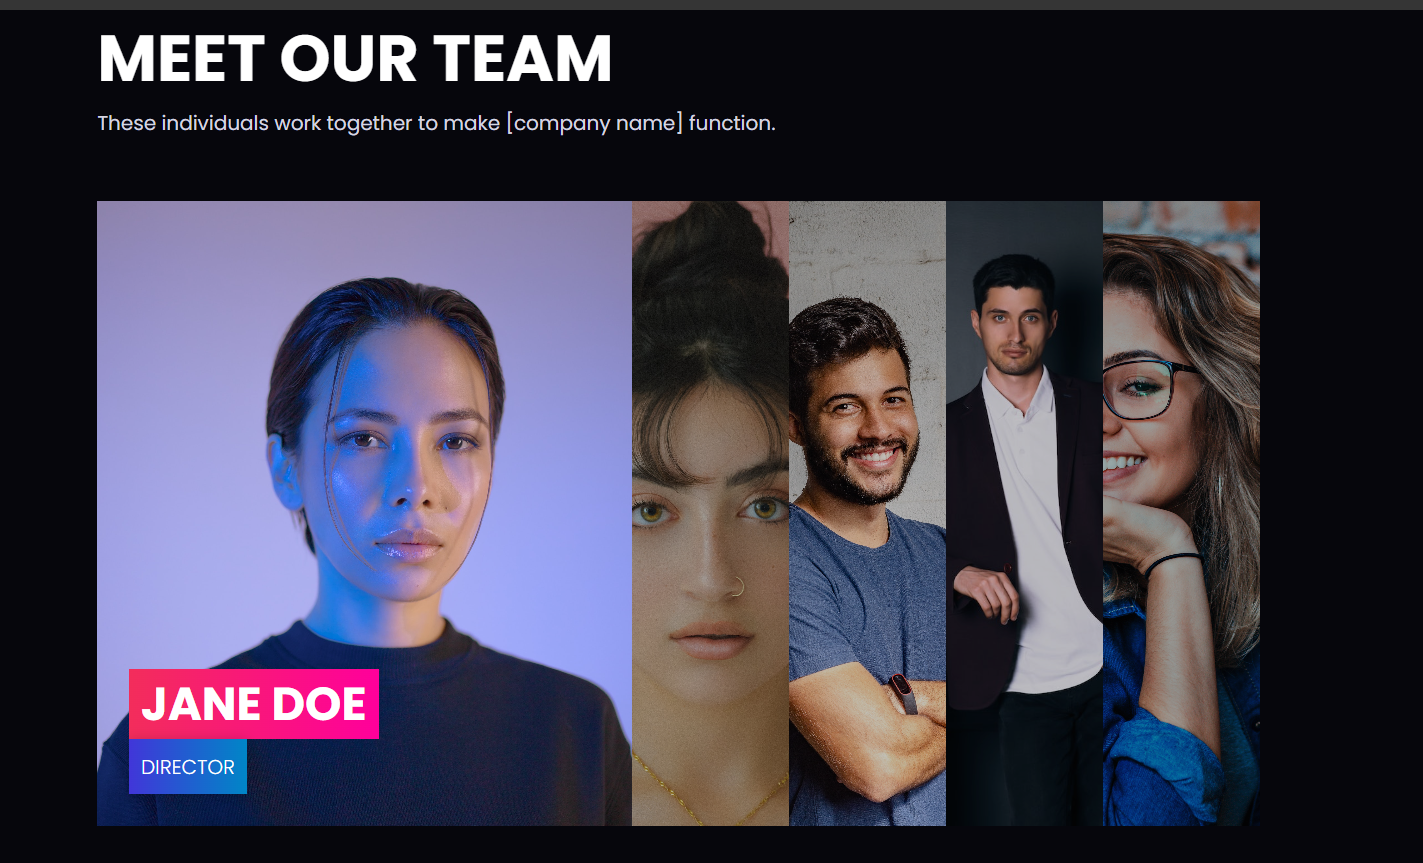 MEET OUR TEAM
These individuals work together to make [company name] function.
JANE DOE
DIRECTOR